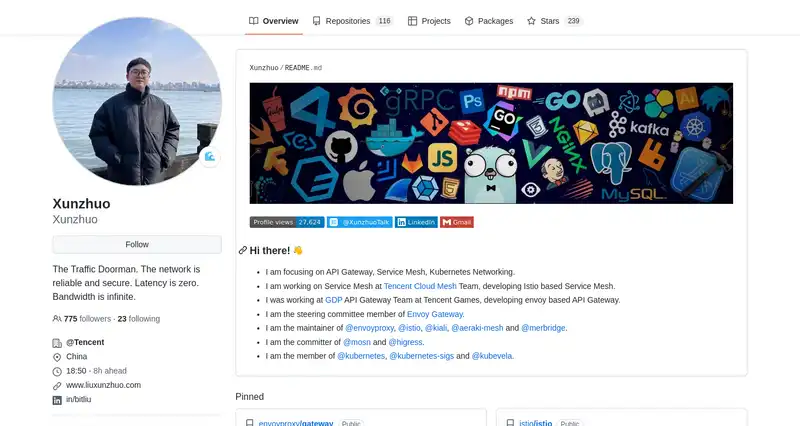 Overview
Repositories 116
Projects
Packages
Stars 239
Xunzhuo / README.md
gRPC
Ps
npm
GO
GO
JS
NGINX
kafka
Ai
MySQL
Profile views 27,624
@XunzhuoTalk
LinkedIn
Gmail
Hi there! 👋
I am focusing on API Gateway, Service Mesh, Kubernetes Networking.
I am working on Service Mesh at Tencent Cloud Mesh Team, developing Istio based Service Mesh.
I was working at GDP API Gateway Team at Tencent Games, developing envoy based API Gateway.
I am the steering committee member of Envoy Gateway.
I am the maintainer of @envoyproxy, @istio, @kiali, @aeraki-mesh and @merbridge.
I am the committer of @mosn and @higress.
I am the member of @kubernetes, @kubernetes-sigs and @kubevela.
Xunzhuo
Xunzhuo
Follow
The Traffic Doorman. The network is
reliable and secure. Latency is zero.
Bandwidth is infinite.
775 followers · 23 following
@Tencent
China
18:50 - 8h ahead
www.liuxunzhuo.com
in/bitliu
Pinned
envoyproxy/gateway Public
istio/istio Public